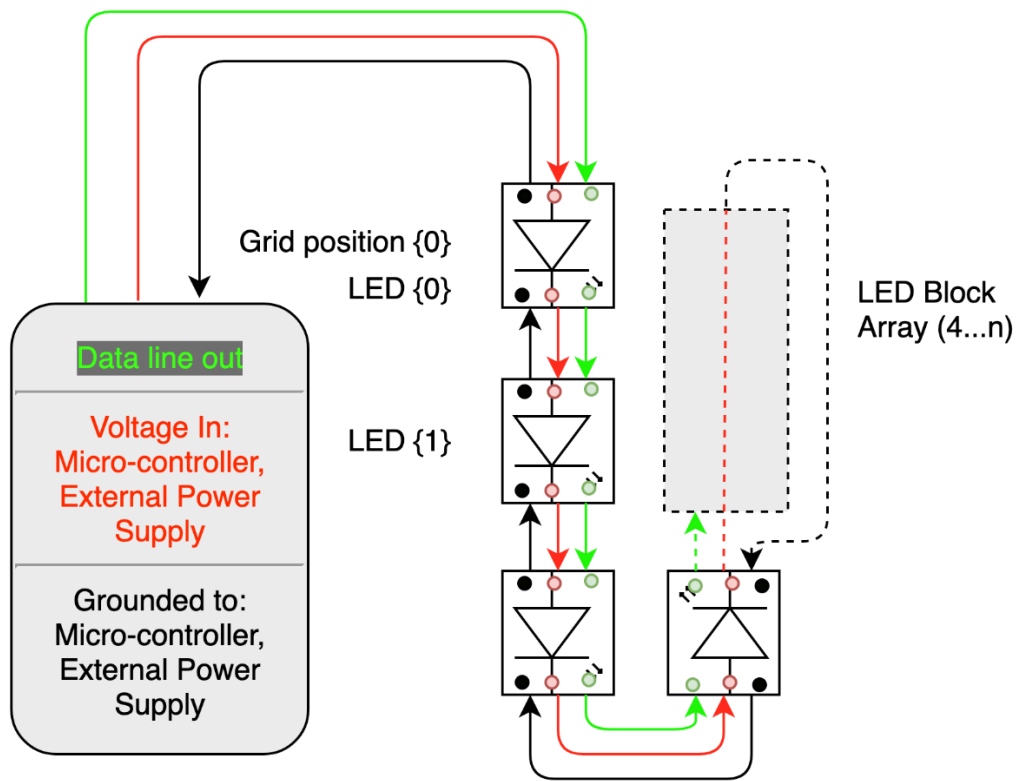 Grid position {0}
LED {0}
LED Block
Array (4...n)
Data line out
Voltage In:
Micro-controller,
External Power
Supply
LED {1}
Grounded to:
Micro-controller,
External Power
Supply